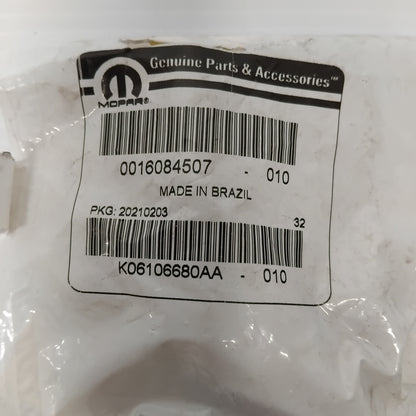 Genuine Parts & Accessories™
MOPAR®
0016084507 - 010
MADE IN BRAZIL
PKG: 20210203 32
K06106680AA - 010